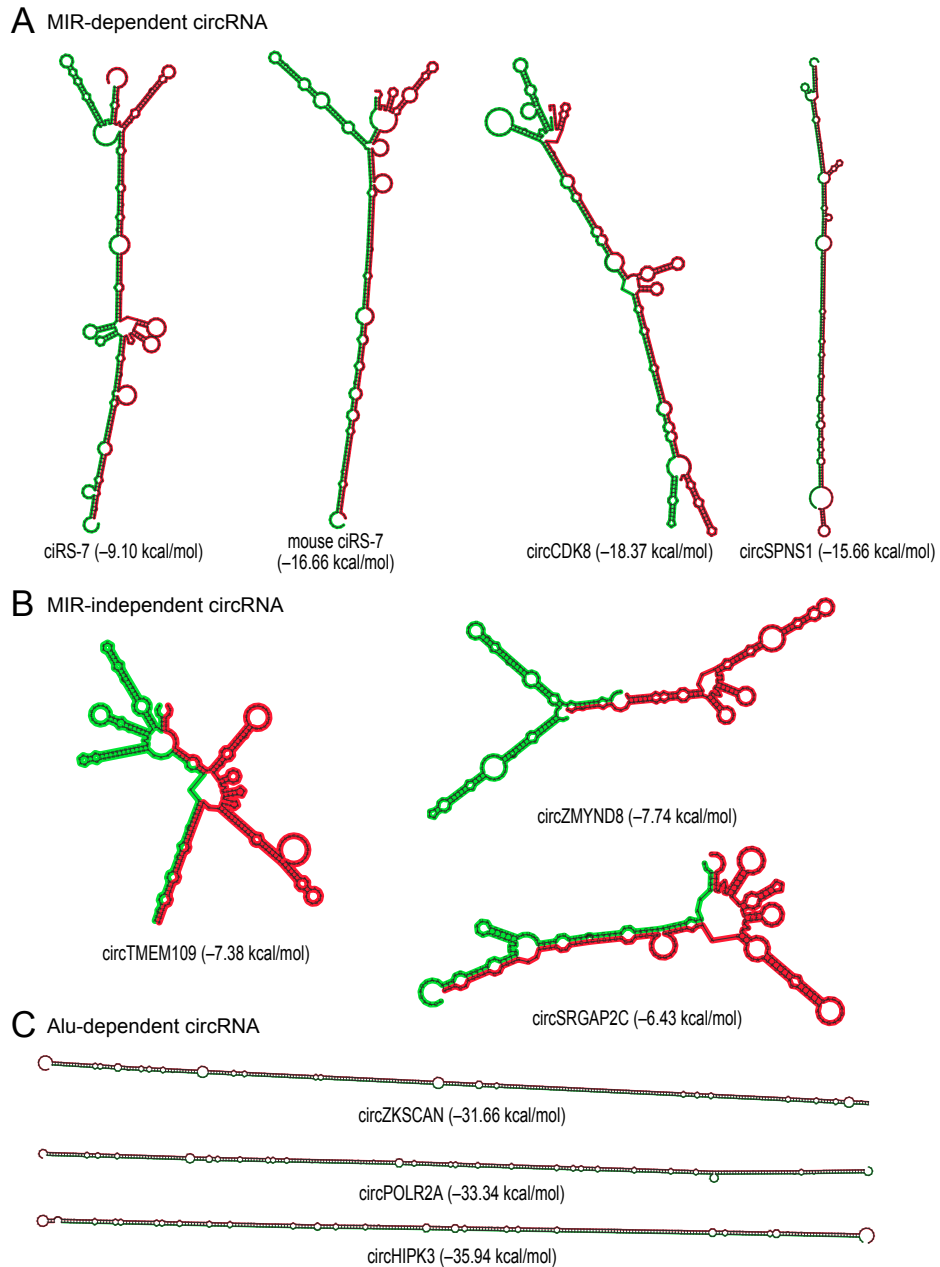 A MIR-dependent circRNA
ciRS-7 (–9.10 kcal/mol)
mouse ciRS-7
(–16.66 kcal/mol)
circCDK8 (–18.37 kcal/mol)
circSPNS1 (–15.66 kcal/mol)
B MIR-independent circRNA
circZMYND8 (–7.74 kcal/mol)
circTMEM109 (–7.38 kcal/mol)
circSRGAP2C (–6.43 kcal/mol)
C Alu-dependent circRNA
circZKSCAN (–31.66 kcal/mol)
circPOLR2A (–33.34 kcal/mol)
circHIPK3 (–35.94 kcal/mol)